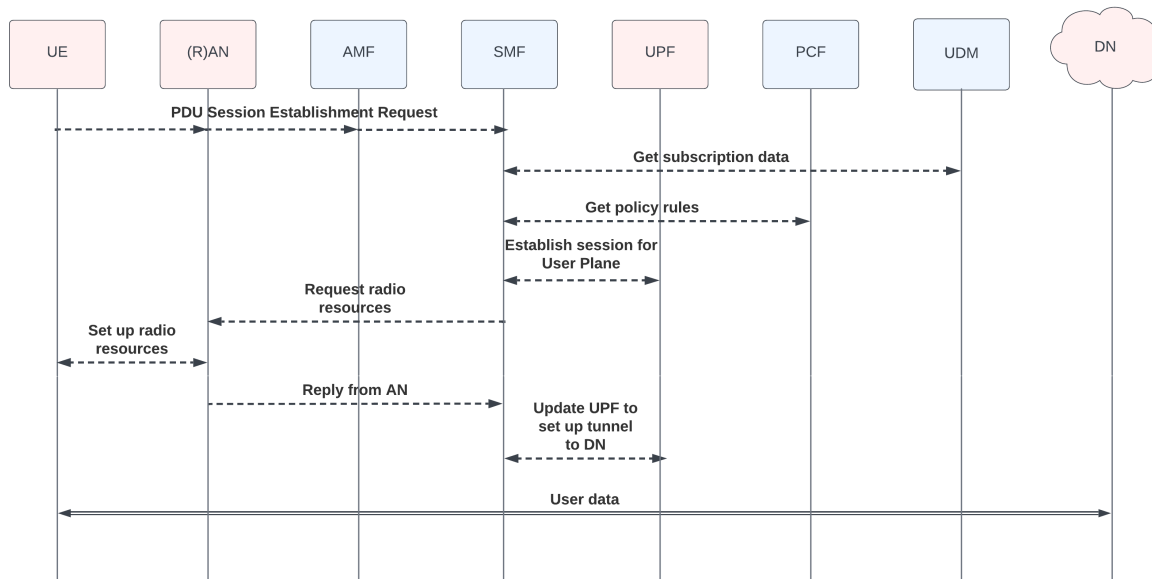 UE
(R)AN
AMF
SMF
UPF
PCF
UDM
DN
PDU Session Establishment Request
Get subscription data
Get policy rules
Establish session for
User Plane
Request radio
resources
Set up radio
resources
Reply from AN
Update UPF to
set up tunnel
to DN
User data